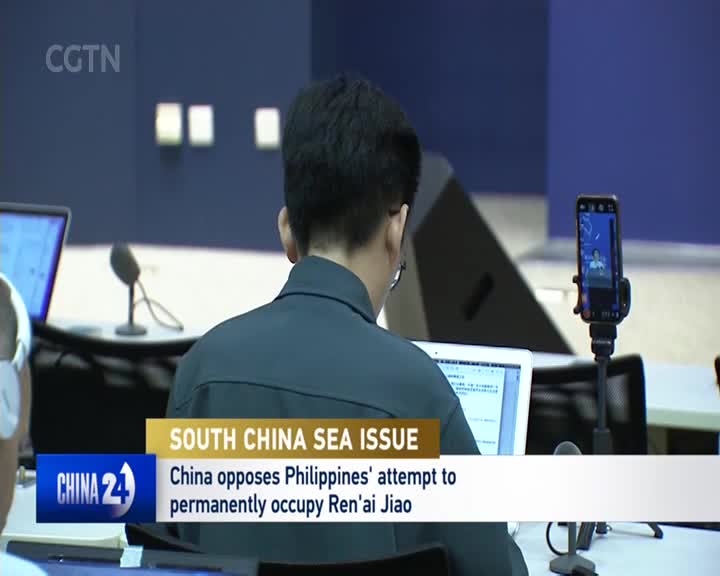 CGTN
SOUTH CHINA SEA ISSUE
CHINA 24
China opposes Philippines' attempt to
permanently occupy Ren'ai Jiao